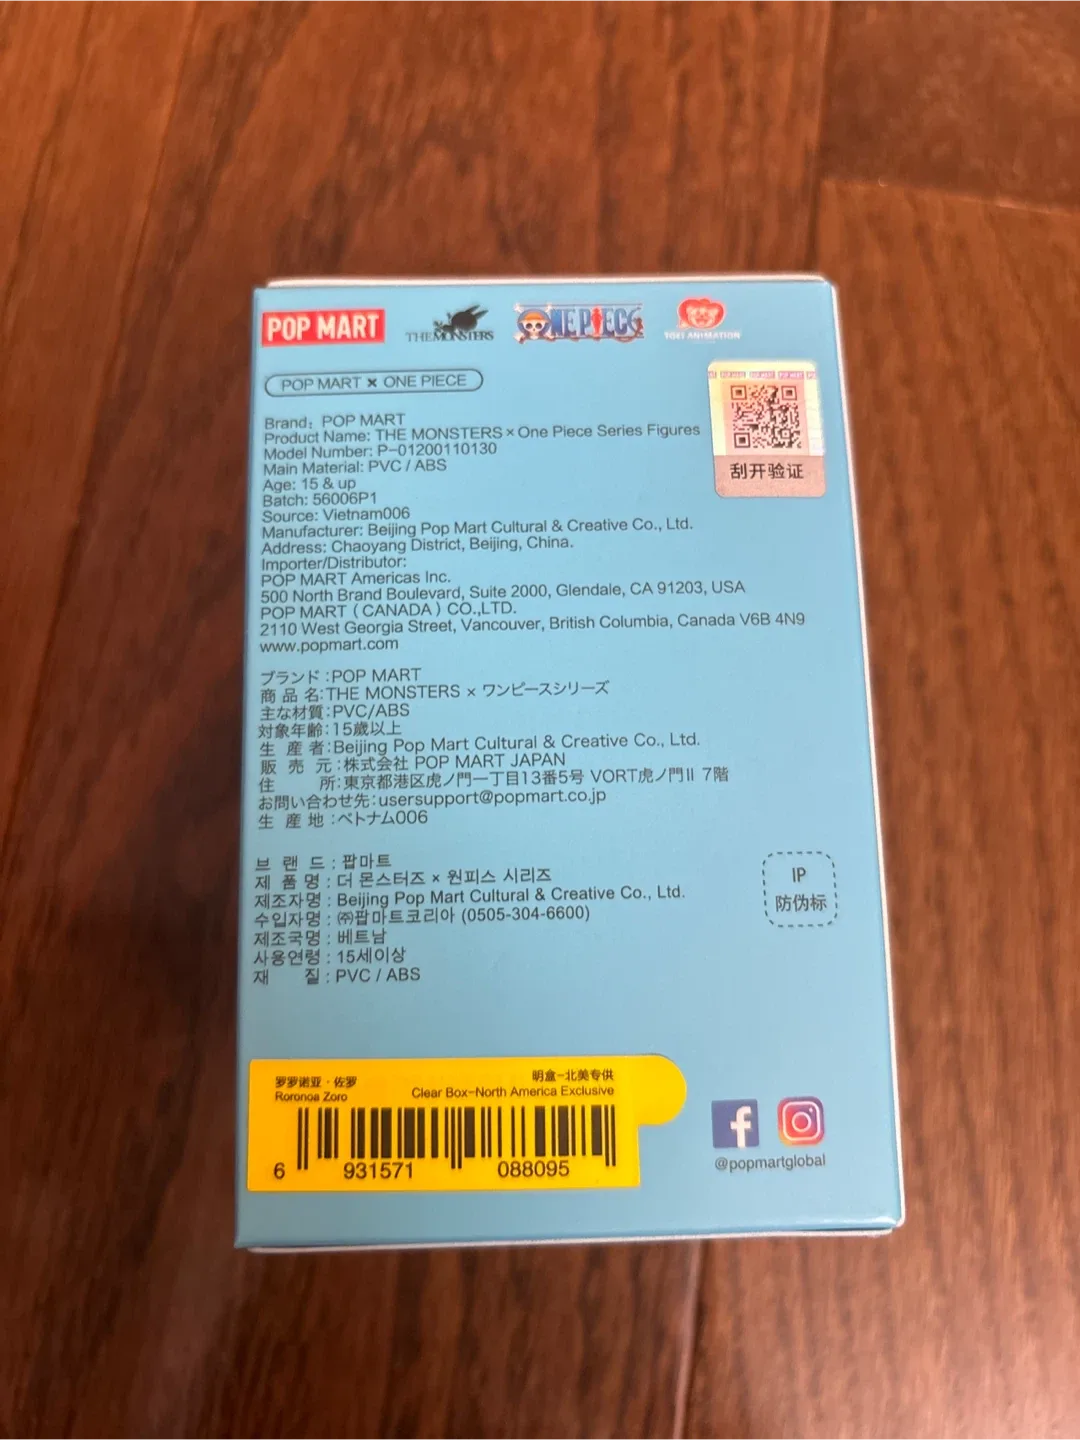 POP MART
THE MONSTERS
ONE PIECE
TOEI ANIMATION
POP MART × ONE PIECE
刮开验证
Brand: POP MART
Product Name: THE MONSTERS × One Piece Series Figures
Model Number: P-01200110130
Main Material: PVC / ABS
Age: 15 & up
Batch: 56006P1
Source: Vietnam006
Manufacturer: Beijing Pop Mart Cultural & Creative Co., Ltd.
Address: Chaoyang District, Beijing, China.
Importer/Distributor:
POP MART Americas Inc.
500 North Brand Boulevard, Suite 2000, Glendale, CA 91203, USA
POP MART (CANADA) CO.,LTD.
2110 West Georgia Street, Vancouver, British Columbia, Canada V6B 4N9
www.popmart.com
ブランド:POP MART
商品名:THE MONSTERS × ワンピースシリーズ
主な材質:PVC/ABS
対象年齢:15歳以上
生産者:Beijing Pop Mart Cultural & Creative Co., Ltd.
販売元:株式会社 POP MART JAPAN
住所:東京都港区虎ノ門一丁目13番5号 VORT虎ノ門II 7階
お問い合わせ先:usersupport@popmart.co.jp
生産地:ベトナム006
브랜드 : 팝마트
제품명 : 더 몬스터즈 × 원피스 시리즈
제조자명 : Beijing Pop Mart Cultural & Creative Co., Ltd.
수입자명 : ㈜팝마트코리아 (0505-304-6600)
제조국명 : 베트남
사용연령 : 15세이상
재질 : PVC / ABS
IP
防伪标
罗罗诺亚·佐罗
Roronoa Zoro
明盒-北美专供
Clear Box-North America Exclusive
6 931571 088095
@popmartglobal